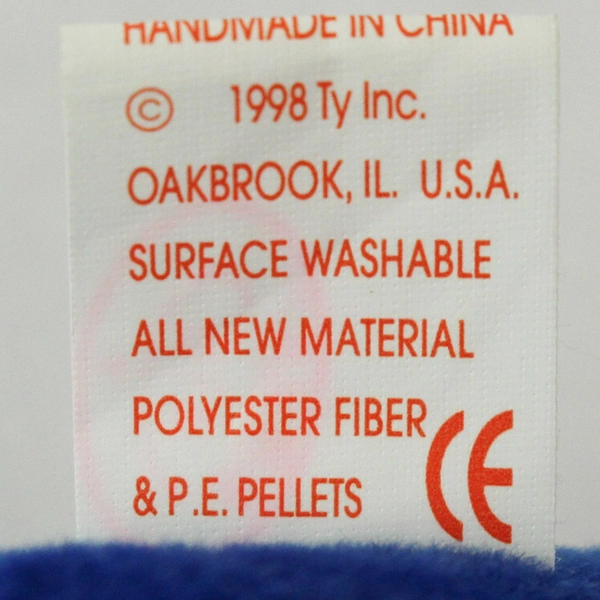 HANDMADE IN CHINA
© 1998 Ty Inc.
OAKBROOK, IL. U.S.A.
SURFACE WASHABLE
ALL NEW MATERIAL
POLYESTER FIBER
& P.E. PELLETS
CE